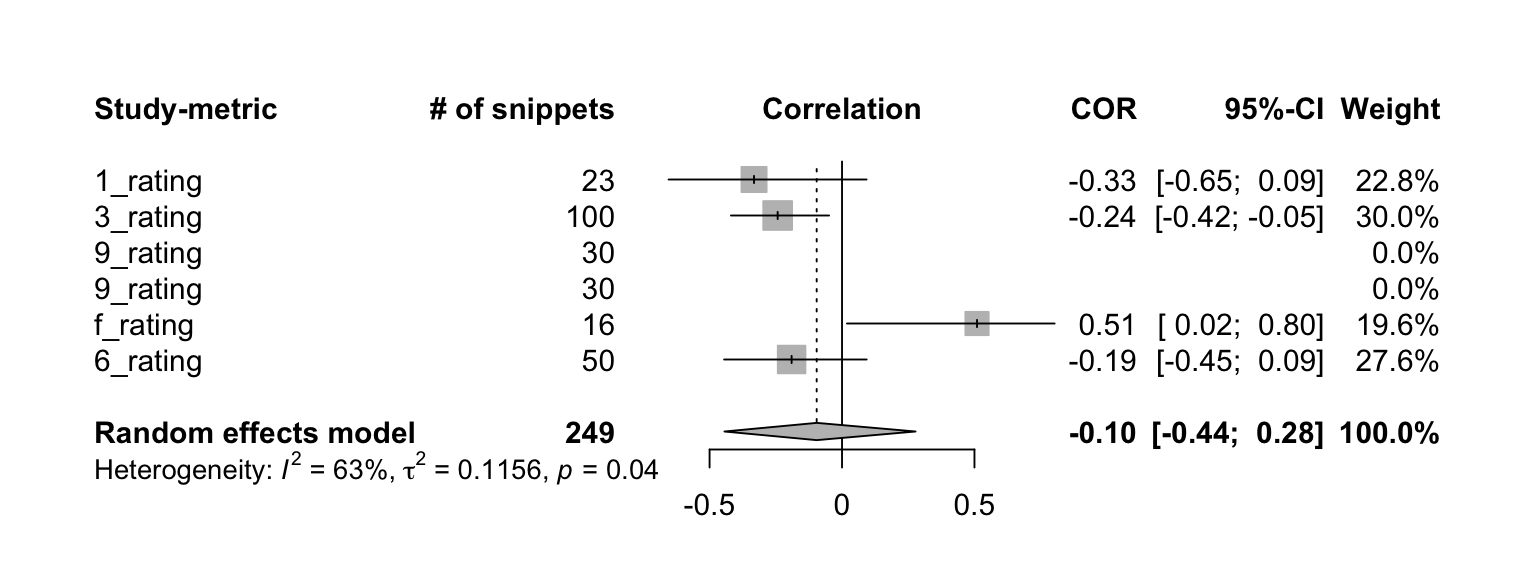 Study-metric # of snippets Correlation COR 95%-CI Weight
1_rating 23 -0.33 [-0.65; 0.09] 22.8%
3_rating 100 -0.24 [-0.42; -0.05] 30.0%
9_rating 30 0.0%
9_rating 30 0.0%
f_rating 16 0.51 [ 0.02; 0.80] 19.6%
6_rating 50 -0.19 [-0.45; 0.09] 27.6%
Random effects model 249 -0.10 [-0.44; 0.28] 100.0%
Heterogeneity: I² = 63%, τ² = 0.1156, p = 0.04
-0.5 0 0.5